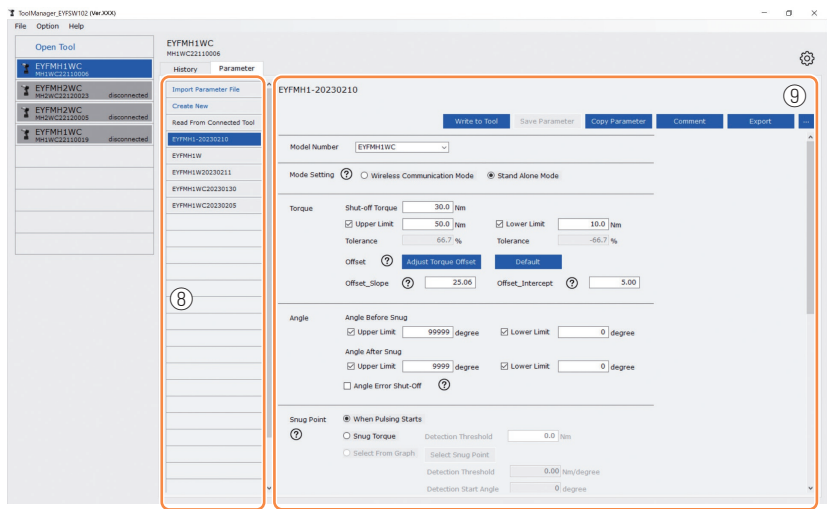 ToolManager_EYFSW102 (Ver.XXX)
File Option Help
Open Tool
EYFMH1WC
MH1WC22110006
EYFMH2WC
MH2WC22120023 disconnected
EYFMH2WC
MH2WC22120005 disconnected
EYFMH1WC
MH1WC22110019 disconnected
EYFMH1WC
MH1WC22110006
History Parameter
Import Parameter File
Create New
Read From Connected Tool
EYFMH1-20230210
EYFMH1W
EYFMH1W20230211
EYFMH1WC20230130
EYFMH1WC20230205
⑧
EYFMH1-20230210
⑨
Write to Tool Save Parameter Copy Parameter Comment Export ...
Model Number EYFMH1WC
Mode Setting ? Wireless Communication Mode Stand Alone Mode
Torque Shut-off Torque 30.0 Nm
Upper Limit 50.0 Nm Lower Limit 10.0 Nm
Tolerance 66.7 % Tolerance -66.7 %
Offset ? Adjust Torque Offset Default
Offset_Slope ? 25.06 Offset_Intercept ? 5.00
Angle Angle Before Snug
Upper Limit 99999 degree Lower Limit 0 degree
Angle After Snug
Upper Limit 9999 degree Lower Limit 0 degree
Angle Error Shut-Off ?
Snug Point When Pulsing Starts
? Snug Torque Detection Threshold 0.0 Nm
Select From Graph Select Snug Point
Detection Threshold 0.00 Nm/degree
Detection Start Angle 0 degree